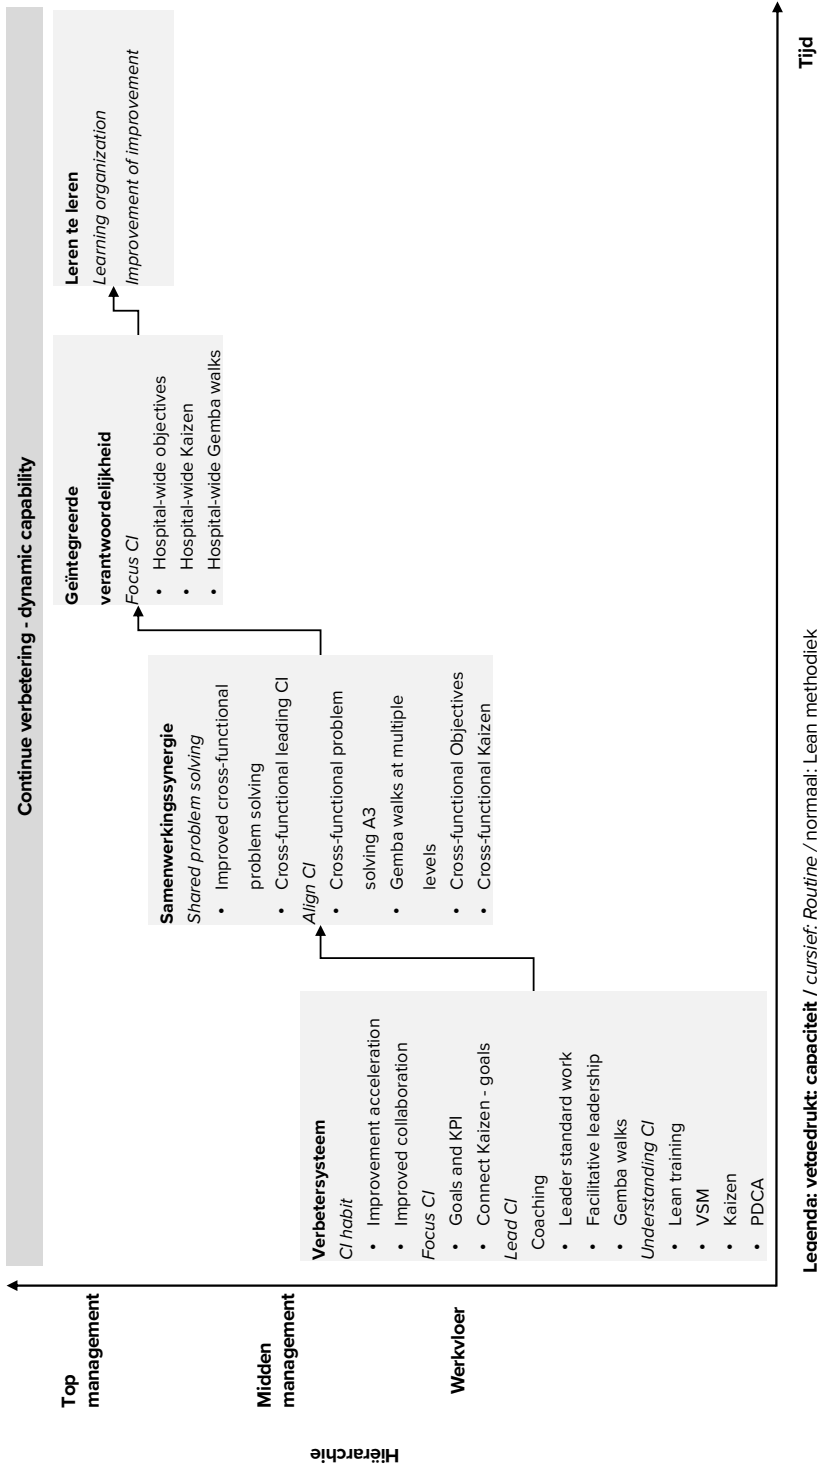 Continue verbetering - dynamic capability
Hiërarchie
Top
management
Midden
management
Werkvloer
Verbetersysteem
CI habit
• Improvement acceleration
• Improved collaboration
Focus CI
• Goals and KPI
• Connect Kaizen - goals
Lead CI
Coaching
• Leader standard work
• Facilitative leadership
• Gemba walks
Understanding CI
• Lean training
• VSM
• Kaizen
• PDCA
Samenwerkingssynergie
Shared problem solving
• Improved cross-functional
problem solving
• Cross-functional leading CI
Align CI
• Cross-functional problem
solving A3
• Gemba walks at multiple
levels
• Cross-functional Objectives
• Cross-functional Kaizen
Geïntegreerde
verantwoordelijkheid
Focus CI
• Hospital-wide objectives
• Hospital-wide Kaizen
• Hospital-wide Gemba walks
Leren te leren
Learning organization
Improvement of improvement
Tijd
Legenda: vetgedrukt: capaciteit / cursief: Routine / normaal: Lean methodiek